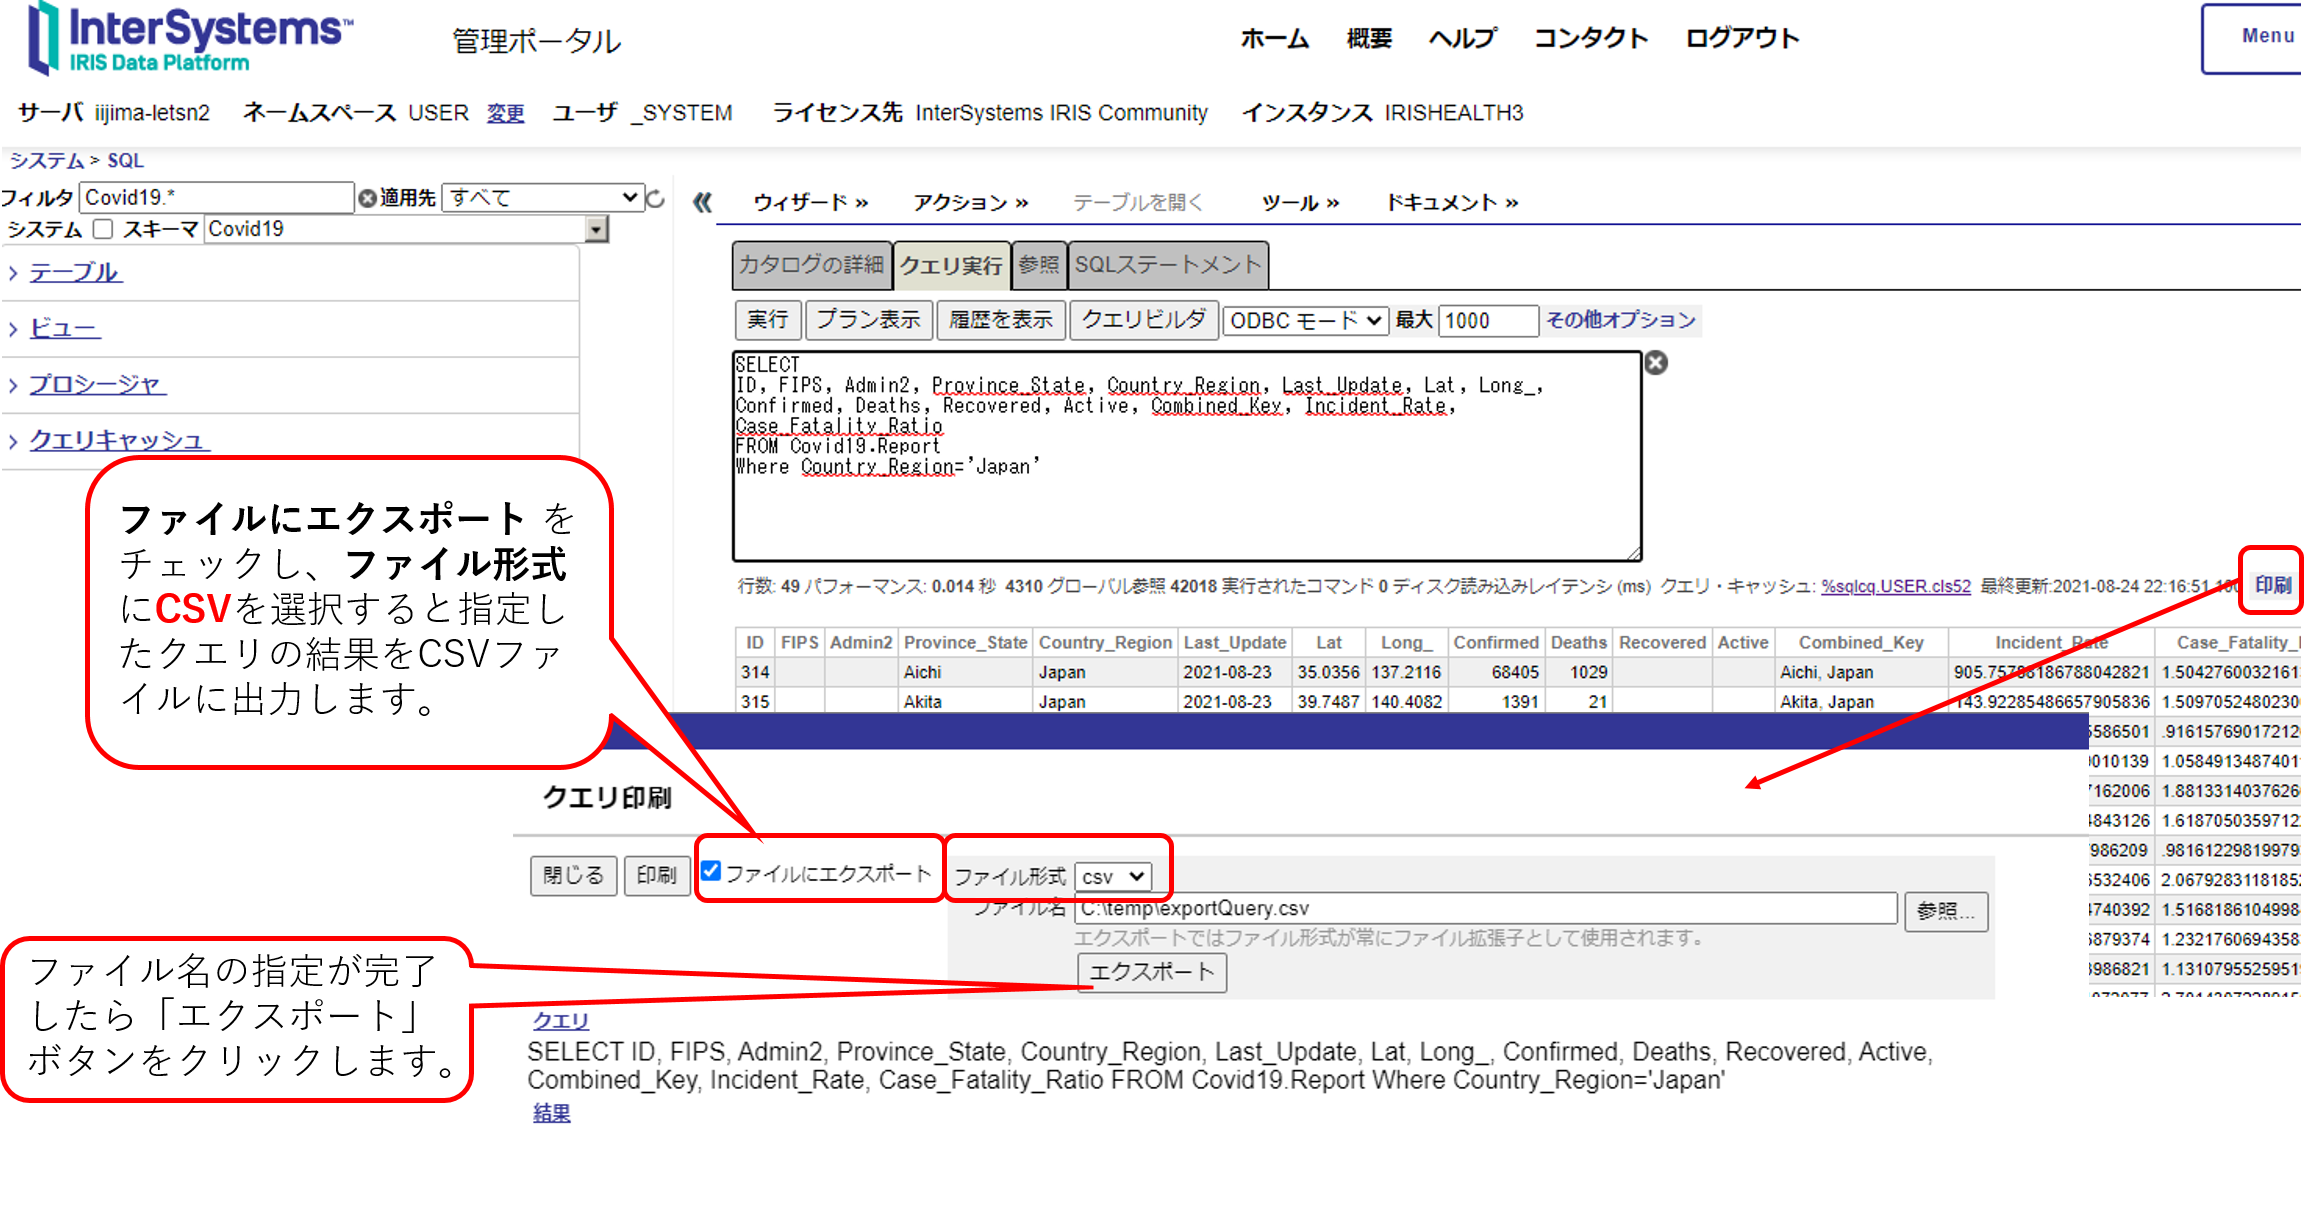 InterSystems™
IRIS Data Platform
管理ポータル
ホーム 概要 ヘルプ コンタクト ログアウト
Menu
サーバ iijima-letsn2 ネームスペース USER 変更 ユーザ _SYSTEM ライセンス先 InterSystems IRIS Community インスタンス IRISHEALTH3
システム > SQL
フィルタ Covid19.* 適用先 すべて
システム スキーマ Covid19
テーブル
ビュー
プロシージャ
クエリキャッシュ
« ウィザード » アクション » テーブルを開く ツール » ドキュメント »
カタログの詳細 クエリ実行 参照 SQLステートメント
実行 プラン表示 履歴を表示 クエリビルダ ODBC モード 最大 1000 その他オプション
SELECT
ID, FIPS, Admin2, Province_State, Country_Region, Last_Update, Lat, Long_,
Confirmed, Deaths, Recovered, Active, Combined_Key, Incident_Rate,
Case_Fatality_Ratio
FROM Covid19.Report
Where Country_Region='Japan'
行数: 49 パフォーマンス: 0.014 秒 4310 グローバル参照 42018 実行されたコマンド 0 ディスク読み込みレイテンシ (ms) クエリ・キャッシュ: %sqlcq.USER.cls52 最終更新:2021-08-24 22:16:51 印刷
ID FIPS Admin2 Province_State Country_Region Last_Update Lat Long_ Confirmed Deaths Recovered Active Combined_Key Incident_Rate Case_Fatality_
314 Aichi Japan 2021-08-23 35.0356 137.2116 68405 1029 Aichi, Japan 905.75786186788042821 1.50427600321613
315 Akita Japan 2021-08-23 39.7487 140.4082 1391 21 Akita, Japan 143.92285486657905836 1.5097052480230
5586501 .91615769017212
010139 1.0584913487401
7162006 1.8813314037626
4843126 1.6187050359712
7986209 .98161229819979
5532406 2.0679283118185
4740392 1.5168186104998
6879374 1.2321760694358
3986821 1.1310795525951
ファイルにエクスポート を
チェックし、ファイル形式
にCSVを選択すると指定し
たクエリの結果をCSVファ
イルに出力します。
クエリ印刷
閉じる 印刷 ファイルにエクスポート ファイル形式 csv
ファイル名 C:\temp\exportQuery.csv 参照...
エクスポートではファイル形式が常にファイル拡張子として使用されます。
エクスポート
ファイル名の指定が完了
したら「エクスポート」
ボタンをクリックします。
クエリ
SELECT ID, FIPS, Admin2, Province_State, Country_Region, Last_Update, Lat, Long_, Confirmed, Deaths, Recovered, Active,
Combined_Key, Incident_Rate, Case_Fatality_Ratio FROM Covid19.Report Where Country_Region='Japan'
結果